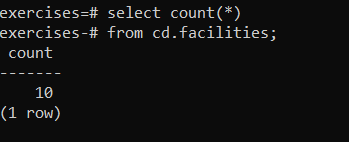 exercises=# select count(*)
exercises-# from cd.facilities;
 count
-------
    10
(1 row)